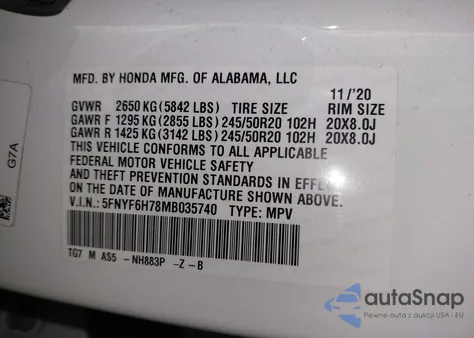 MFD. BY HONDA MFG. OF ALABAMA, LLC
11/'20
GVWR 2650 KG (5842 LBS) TIRE SIZE RIM SIZE
GAWR F 1295 KG (2855 LBS) 245/50R20 102H 20X8.0J
GAWR R 1425 KG (3142 LBS) 245/50R20 102H 20X8.0J
THIS VEHICLE CONFORMS TO ALL APPLICABLE
FEDERAL MOTOR VEHICLE SAFETY
AND THEFT PREVENTION STANDARDS IN EFFECT
ON THE DATE OF MANUFACTURE SHOWN ABOVE.
V.I.N.: 5FNYF6H78MB035740 TYPE: MPV
TG7 M AS5 -NH883P -Z -B
G7A
autoSnap
Pewne auta z aukcji USA i EU